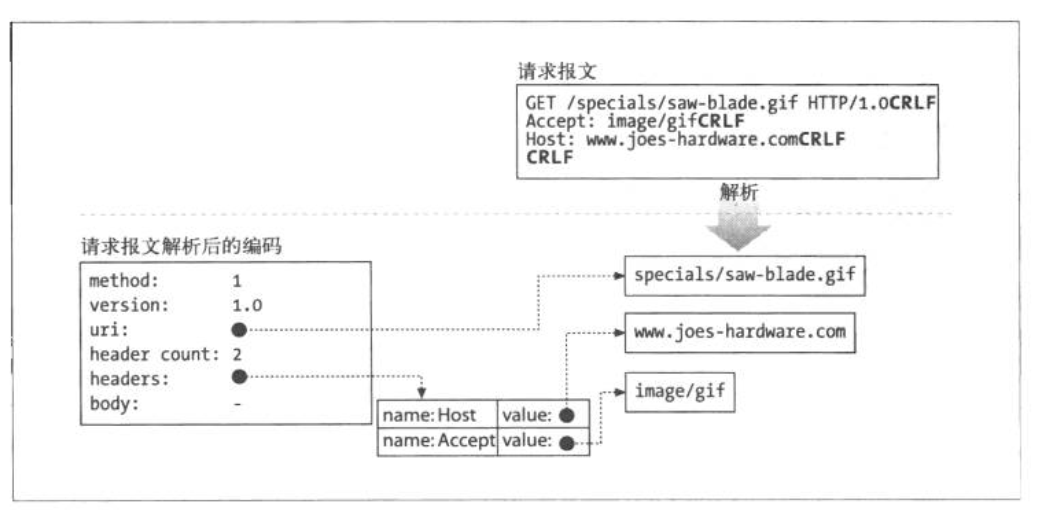 请求报文
GET /specials/saw-blade.gif HTTP/1.0CRLF
Accept: image/gifCRLF
Host: www.joes-hardware.comCRLF
CRLF
解析
请求报文解析后的编码
method: 1
version: 1.0
uri:
header count: 2
headers:
body: -
specials/saw-blade.gif
www.joes-hardware.com
image/gif
name: Host value:
name: Accept value: